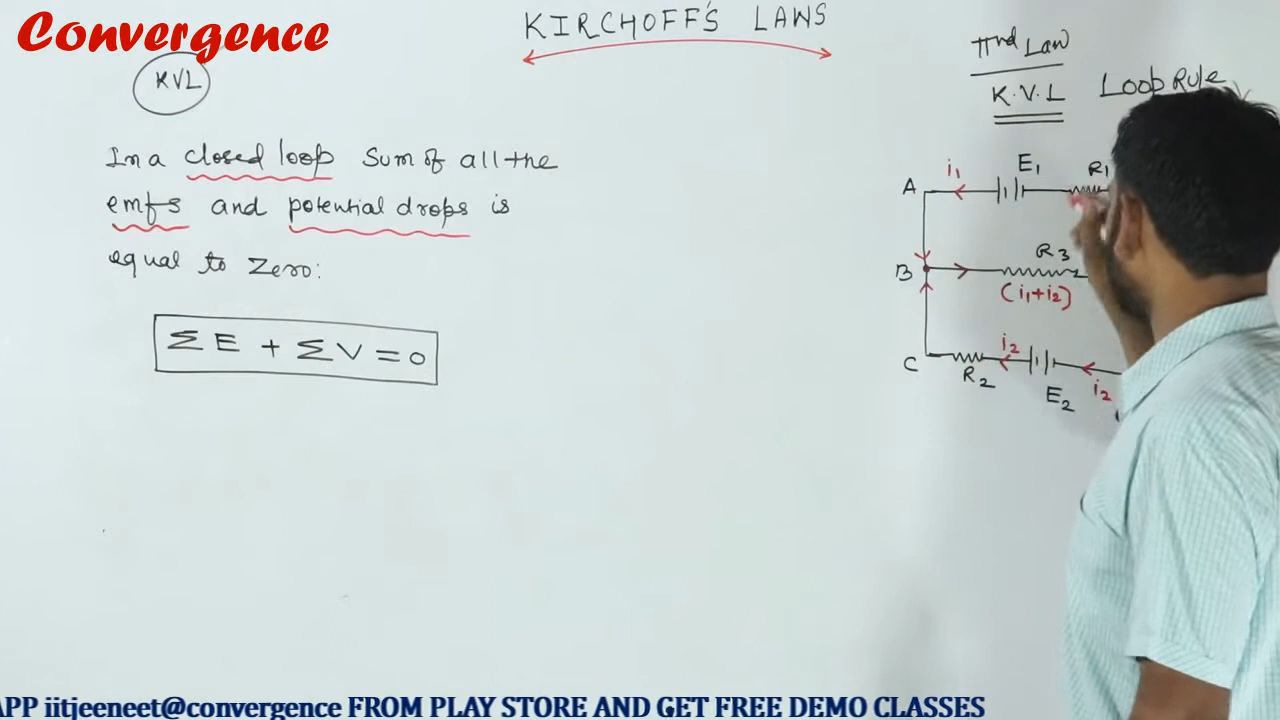 Convergence
KIRCHOFF'S LAWS
KVL
In a closed loop sum of all the
emfs and potential drops is
equal to zero:
ΣE + ΣV = 0
IInd Law
K.V.L Loop Rule
i1 E1 R1
A
B R3
(i1+i2)
C R2 i2 E2 i2
APP iitjeeneet@convergence FROM PLAY STORE AND GET FREE DEMO CLASSES